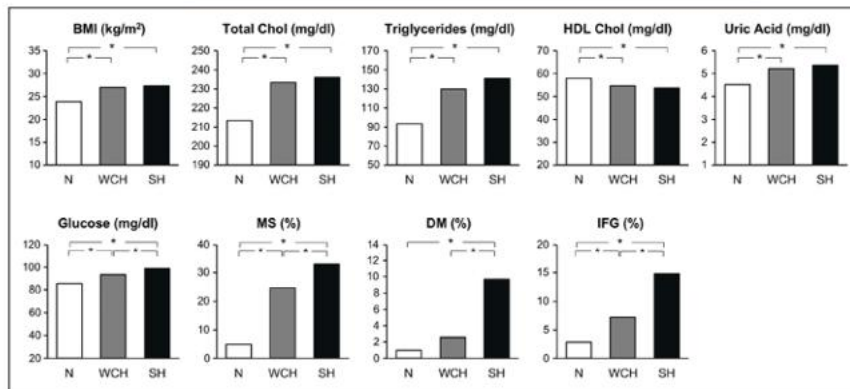 BMI (kg/m²) Total Chol (mg/dl) Triglycerides (mg/dl) HDL Chol (mg/dl) Uric Acid (mg/dl)
* * * * *
* * * * *
35 30 25 20 15 10
N WCH SH
240 230 220 210 200 190
N WCH SH
130 110 90 70 50
N WCH SH
70 60 50 40 30 20
N WCH SH
6 5 4 3 2 1
N WCH SH
Glucose (mg/dl) MS (%) DM (%) IFG (%)
* * * *
* * * * * * *
100 80 60 40 20
N WCH SH
40 30 20 10 0
N WCH SH
14 12 10 8 6 4 2 0
N WCH SH
20 15 10 5 0
N WCH SH